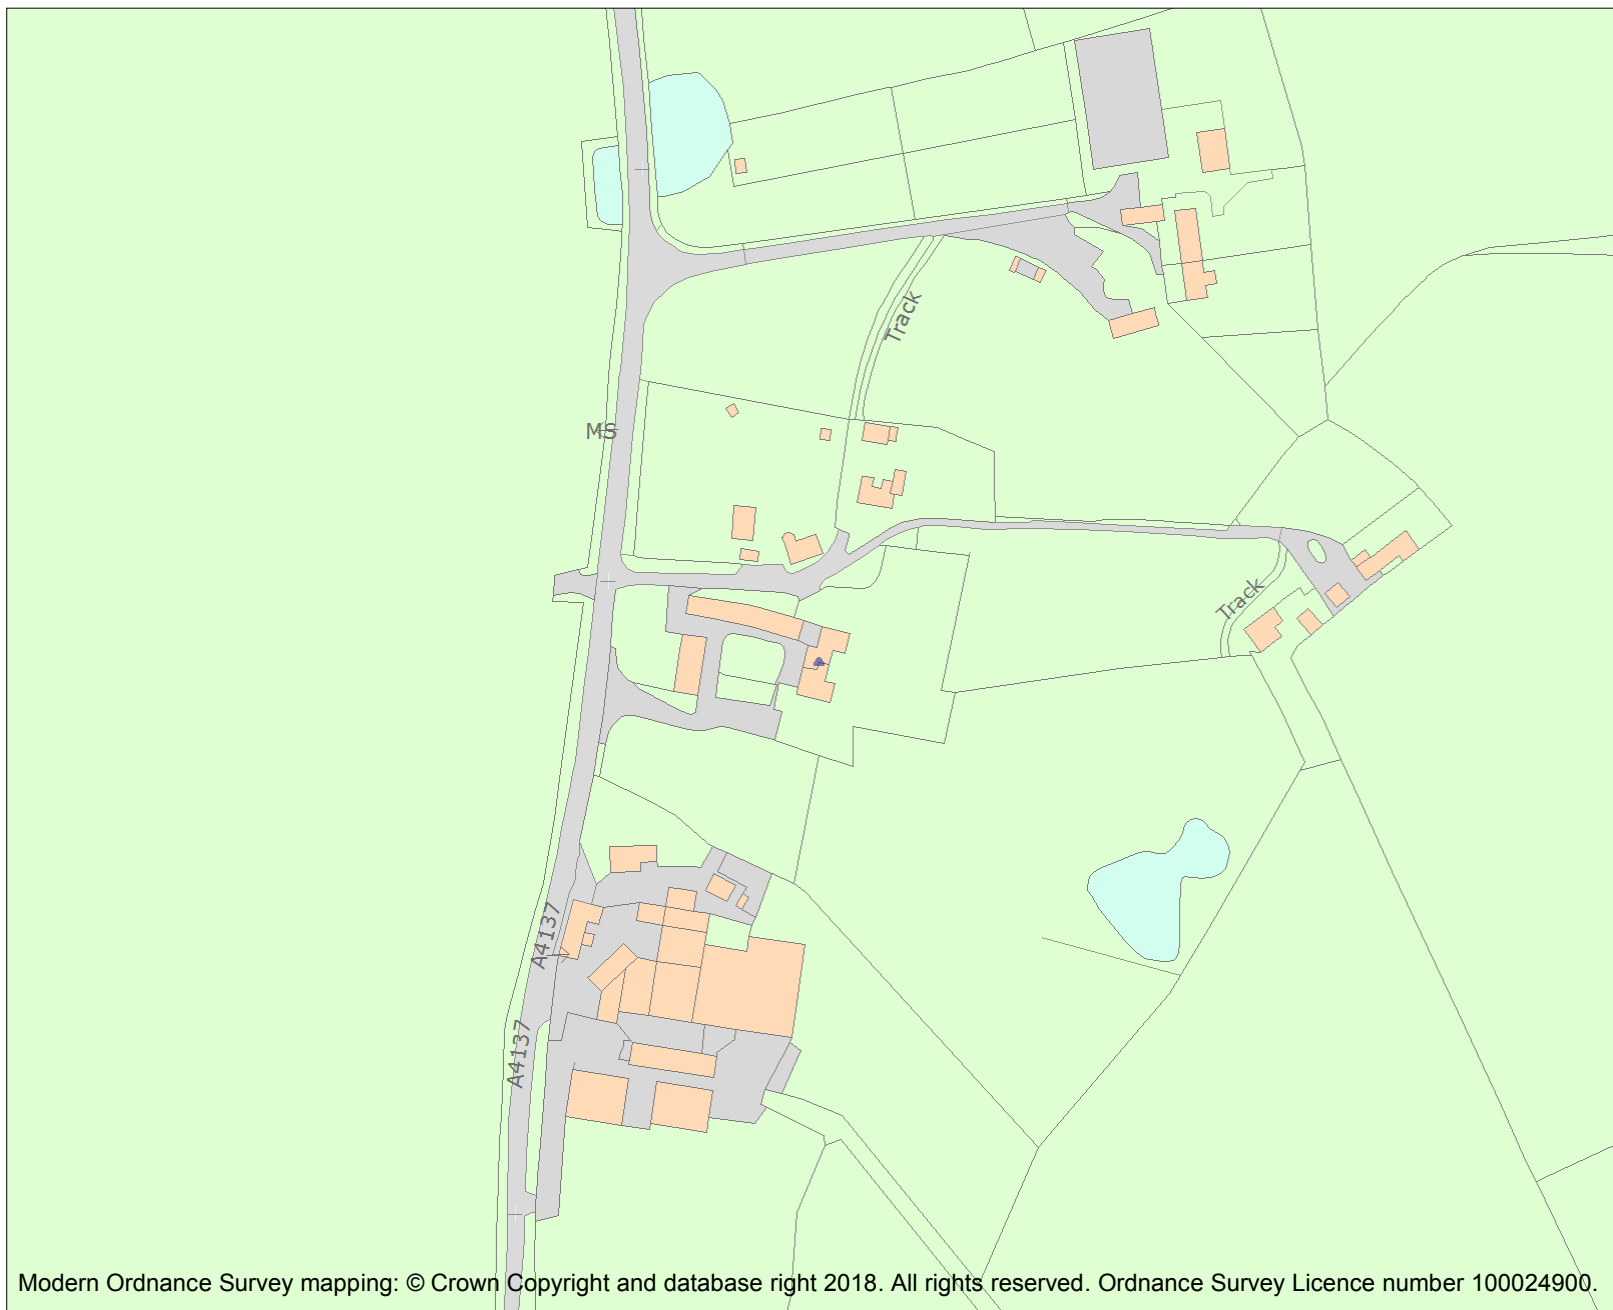 Track
MS
Track
A4137
A4137
Modern Ordnance Survey mapping: © Crown Copyright and database right 2018. All rights reserved. Ordnance Survey Licence number 100024900.